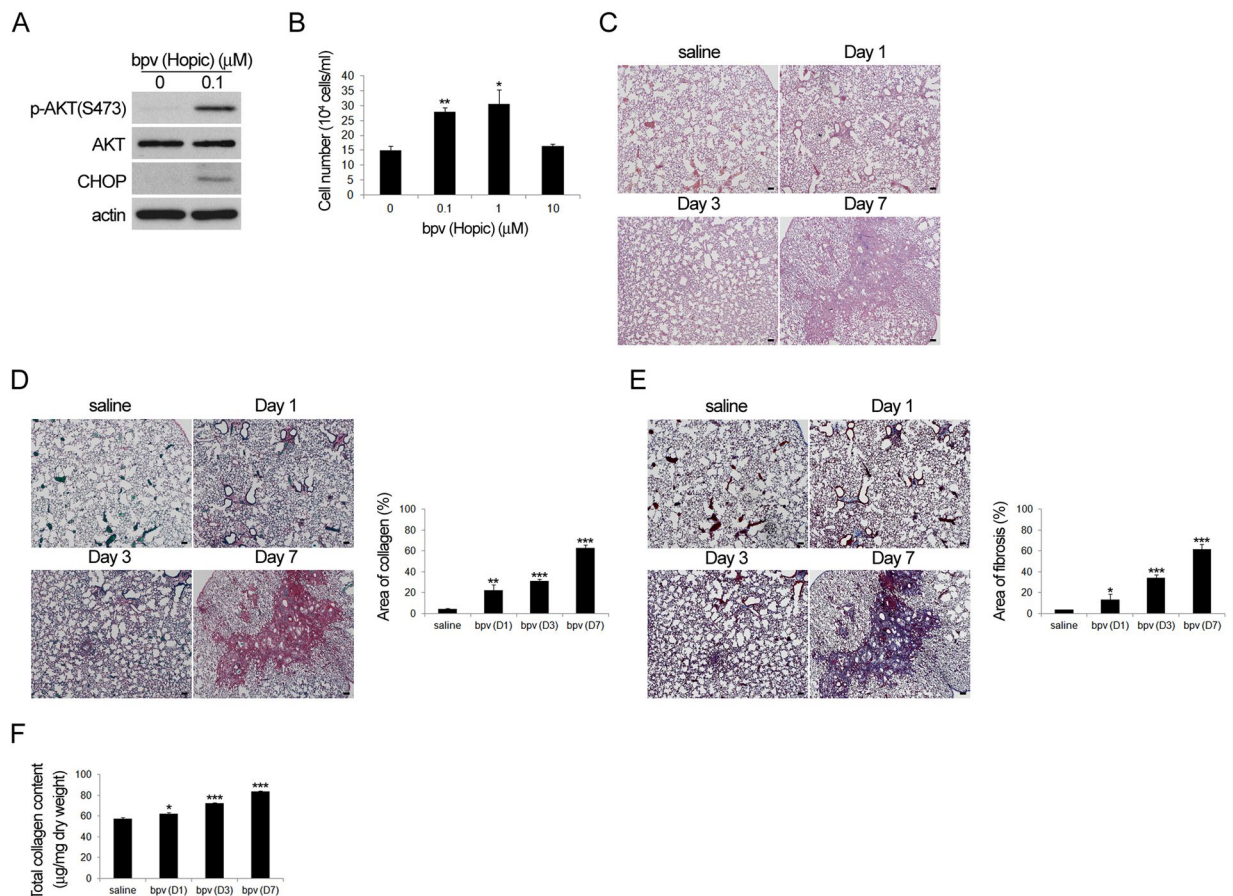 A
bpv (Hopic) (μM)
0 0.1
p-AKT(S473)
AKT
CHOP
actin
B
Cell number (10⁴ cells/ml)
40
35
30
25
20
15
10
5
0
** *
0 0.1 1 10
bpv (Hopic) (μM)
C
saline Day 1
Day 3 Day 7
D
saline Day 1
Day 3 Day 7
Area of collagen (%)
100
80
60
40
20
0
** *** ***
saline bpv (D1) bpv (D3) bpv (D7)
E
saline Day 1
Day 3 Day 7
Area of fibrosis (%)
100
80
60
40
20
0
* *** ***
saline bpv (D1) bpv (D3) bpv (D7)
F
Total collagen content
(μg/mg dry weight)
100
80
60
40
20
0
* *** ***
saline bpv (D1) bpv (D3) bpv (D7)